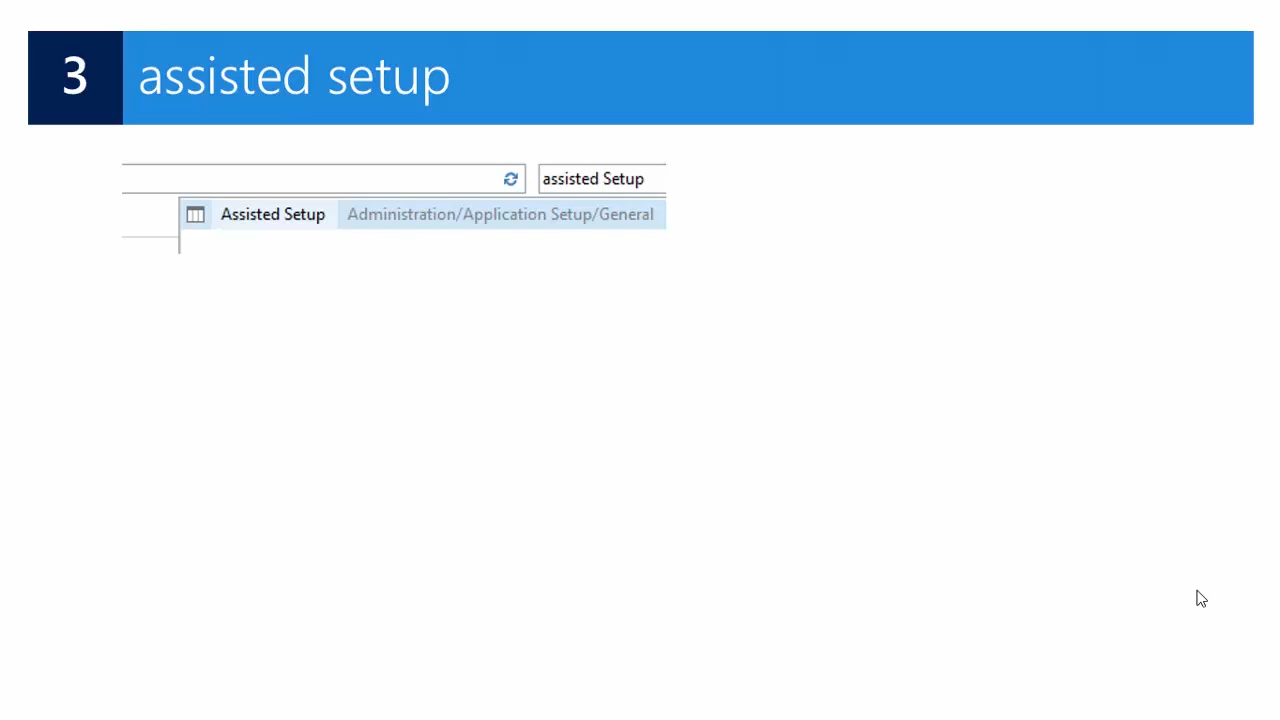 3 assisted setup
assisted Setup
Assisted Setup Administration/Application Setup/General